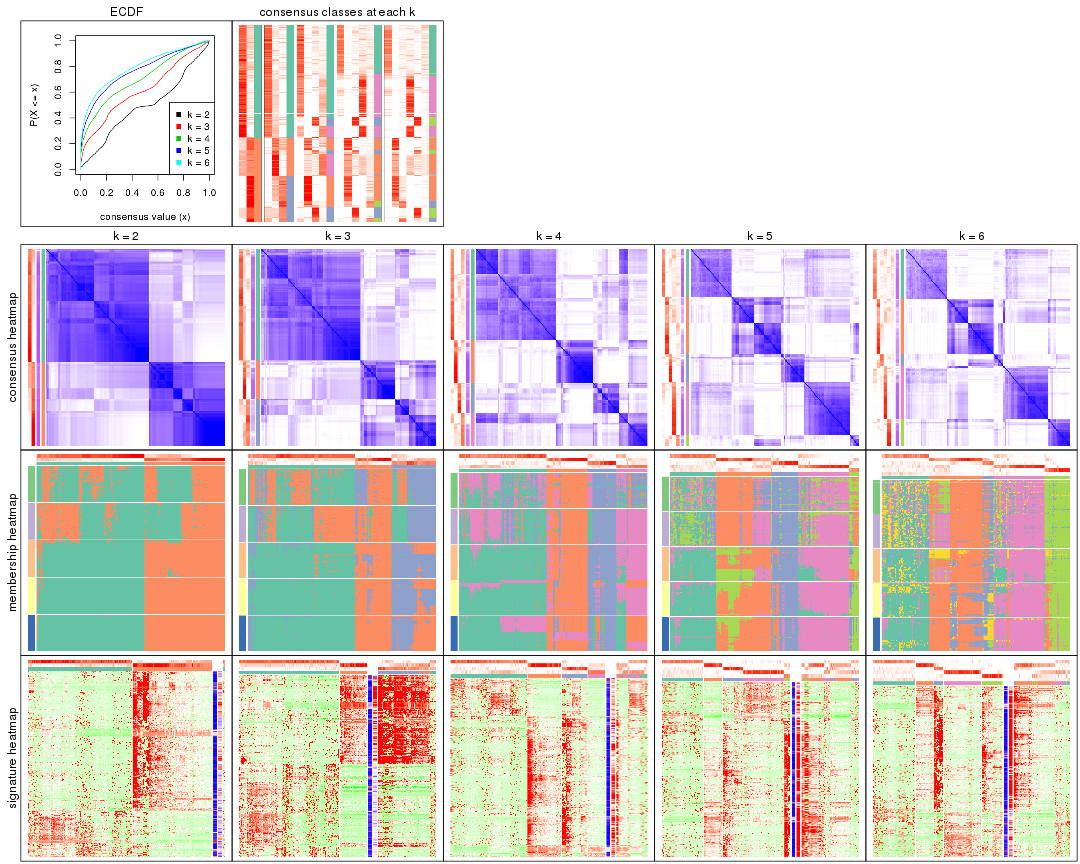 ECDF
consensus classes at each k
P(X <= x)
0.0
0.2
0.4
0.6
0.8
1.0
k = 2
k = 3
k = 4
k = 5
k = 6
0.0 0.2 0.4 0.6 0.8 1.0
consensus value (x)
k = 2
k = 3
k = 4
k = 5
k = 6
consensus heatmap
membership heatmap
signature heatmap